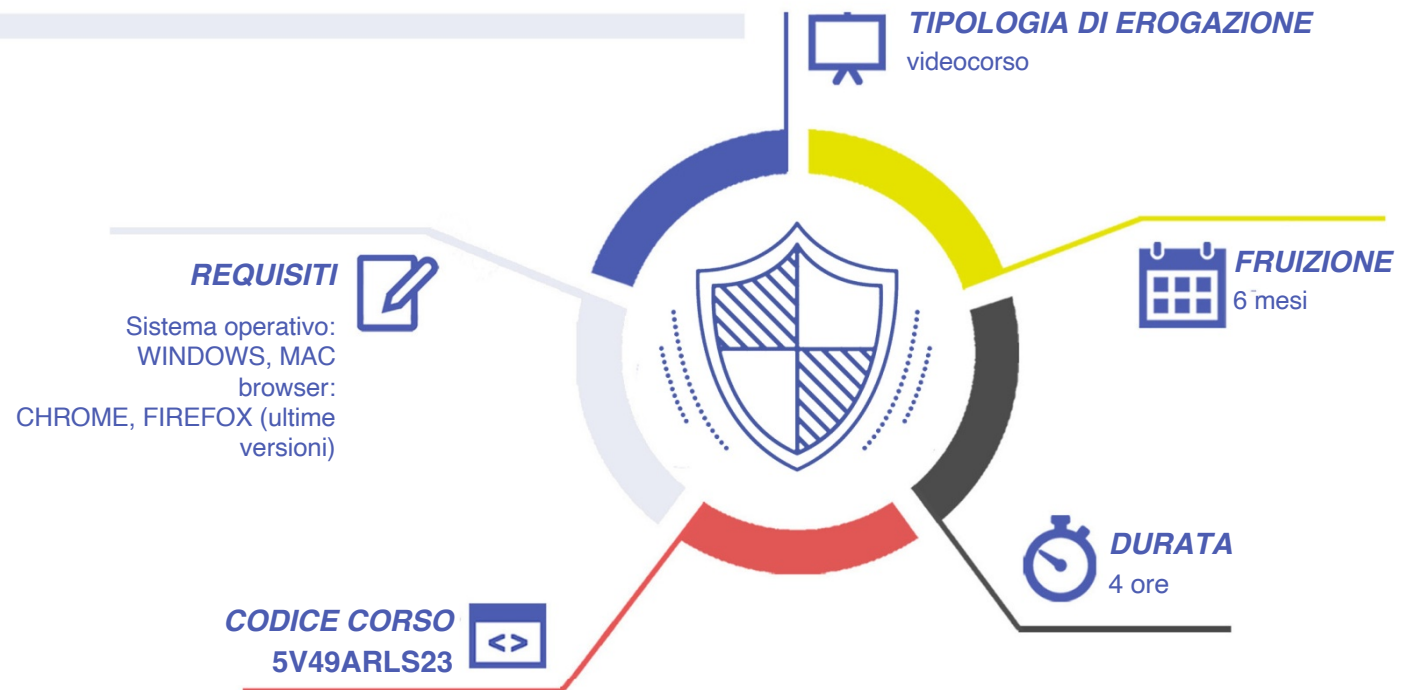 TIPOLOGIA DI EROGAZIONE
videocorso
REQUISITI
Sistema operativo:
WINDOWS, MAC
browser:
CHROME, FIREFOX (ultime
versioni)
FRUIZIONE
6 mesi
DURATA
4 ore
CODICE CORSO
<>
5V49ARLS23